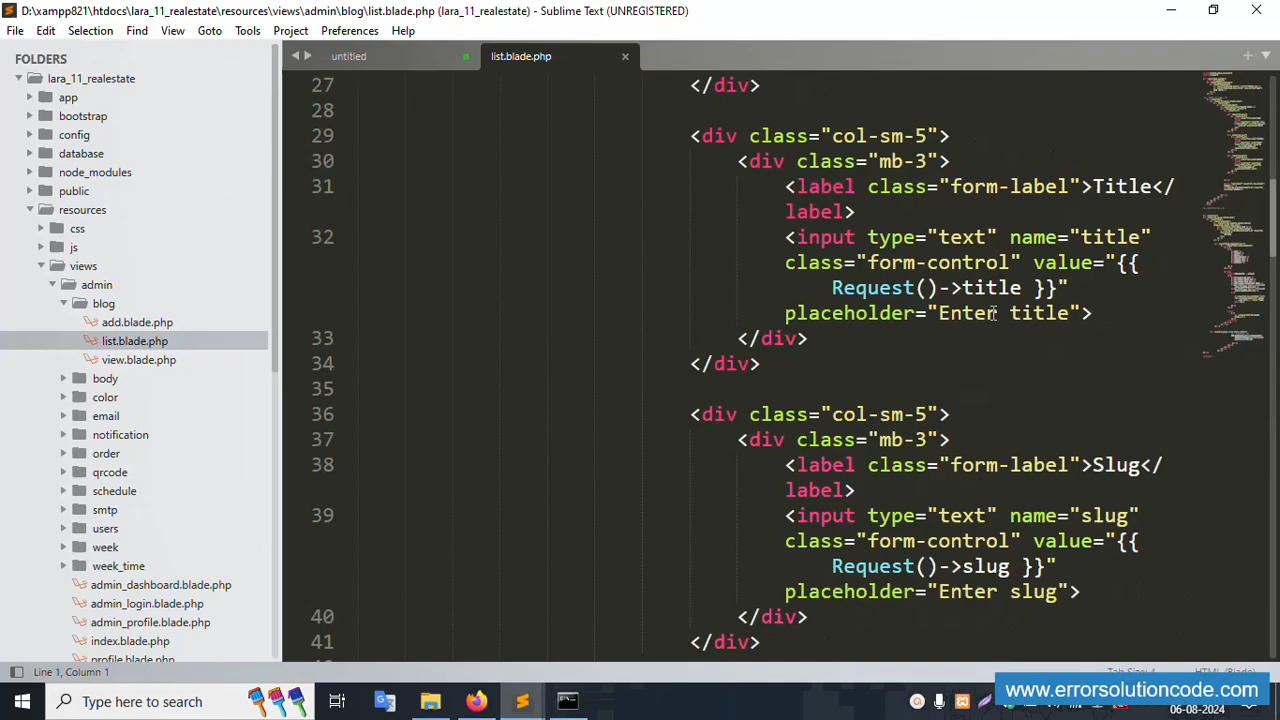 D:\xampp821\htdocs\lara_11_realestate\resources\views\admin\blog\list.blade.php (lara_11_realestate) - Sublime Text (UNREGISTERED)
File Edit Selection Find View Goto Tools Project Preferences Help
FOLDERS
lara_11_realestate
app
bootstrap
config
database
node_modules
public
resources
css
js
views
admin
blog
add.blade.php
list.blade.php
view.blade.php
body
color
email
notification
order
qrcode
schedule
smtp
users
week
week_time
admin_dashboard.blade.php
admin_login.blade.php
admin_profile.blade.php
index.blade.php
profile.blade.php
untitled
list.blade.php
27 </div>
28
29 <div class="col-sm-5">
30 <div class="mb-3">
31 <label class="form-label">Title</
label>
32 <input type="text" name="title"
class="form-control" value="{{
Request()->title }}"
placeholder="Enter title">
33 </div>
34 </div>
35
36 <div class="col-sm-5">
37 <div class="mb-3">
38 <label class="form-label">Slug</
label>
39 <input type="text" name="slug"
class="form-control" value="{{
Request()->slug }}"
placeholder="Enter slug">
40 </div>
41 </div>
Line 1, Column 1
Type here to search
www.errorsolutioncode.com
06-08-2024